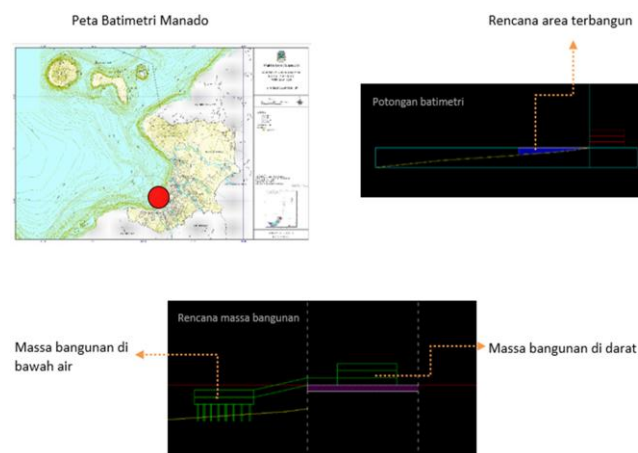 Peta Batimetri Manado
Rencana area terbangun
Potongan batimetri
Rencana massa bangunan
Massa bangunan di
bawah air
Massa bangunan di darat